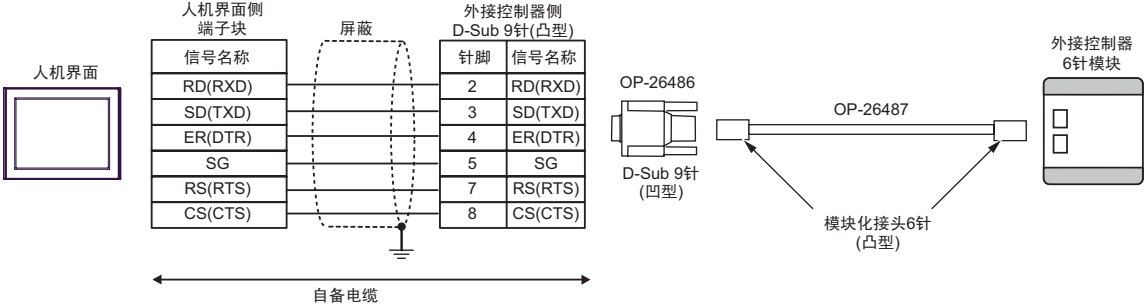 人机界面
人机界面侧
端子块
屏蔽
外接控制器侧
D-Sub 9针(凸型)
信号名称 针脚 信号名称
RD(RXD) 2 RD(RXD)
SD(TXD) 3 SD(TXD)
ER(DTR) 4 ER(DTR)
SG 5 SG
RS(RTS) 7 RS(RTS)
CS(CTS) 8 CS(CTS)
自备电缆
OP-26486
D-Sub 9针
(凹型)
OP-26487
模块化接头6针
(凸型)
外接控制器
6针模块